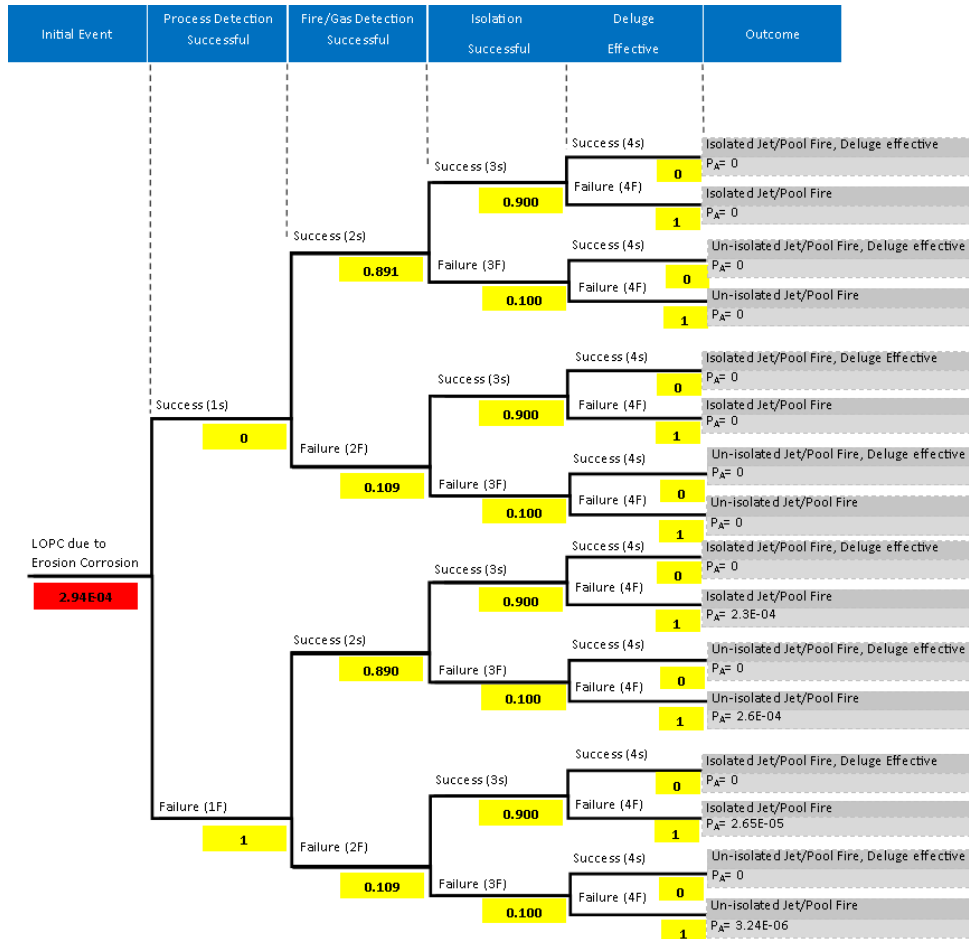 Initial Event
Process Detection
Successful
Fire/Gas Detection
Successful
Isolation
Successful
Deluge
Effective
Outcome
Success (4s)
0
Isolated Jet/Pool Fire, Deluge effective
PA= 0
Success (3s)
0.900
Failure (4F)
1
Isolated Jet/Pool Fire
PA= 0
Success (2s)
0.891
Success (4s)
0
Un-isolated Jet/Pool Fire, Deluge effective
PA= 0
Failure (3F)
0.100
Failure (4F)
1
Un-isolated Jet/Pool Fire
PA= 0
Success (1s)
0
Success (4s)
0
Isolated Jet/Pool Fire, Deluge Effective
PA= 0
Success (3s)
0.900
Failure (4F)
1
Isolated Jet/Pool Fire
PA= 0
Failure (2F)
0.109
Success (4s)
0
Un-isolated Jet/Pool Fire, Deluge effective
PA= 0
Failure (3F)
0.100
Failure (4F)
1
Un-isolated Jet/Pool Fire
PA= 0
LOPC due to
Erosion Corrosion
2.94E04
Success (4s)
0
Isolated Jet/Pool Fire, Deluge effective
PA= 0
Success (3s)
0.900
Failure (4F)
1
Isolated Jet/Pool Fire
PA= 2.3E-04
Success (2s)
0.890
Success (4s)
0
Un-isolated Jet/Pool Fire, Deluge effective
PA= 0
Failure (3F)
0.100
Failure (4F)
1
Un-isolated Jet/Pool Fire
PA= 2.6E-04
Failure (1F)
1
Success (4s)
0
Isolated Jet/Pool Fire, Deluge Effective
PA= 0
Success (3s)
0.900
Failure (4F)
1
Isolated Jet/Pool Fire
PA= 2.65E-05
Failure (2F)
0.109
Success (4s)
0
Un-isolated Jet/Pool Fire, Deluge effective
PA= 0
Failure (3F)
0.100
Failure (4F)
1
Un-isolated Jet/Pool Fire
PA= 3.24E-06